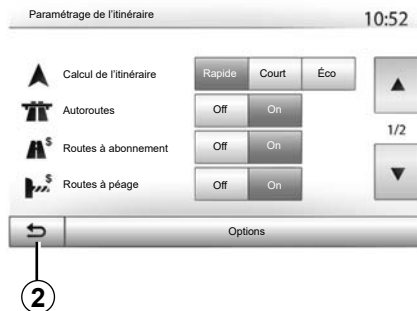 Paramétrage de l’itinéraire 10:52
Calcul de l’itinéraire Rapide Court Éco
Autoroutes Off On
$ Routes à abonnement Off On
1/2
$ Routes à péage Off On
Options
2